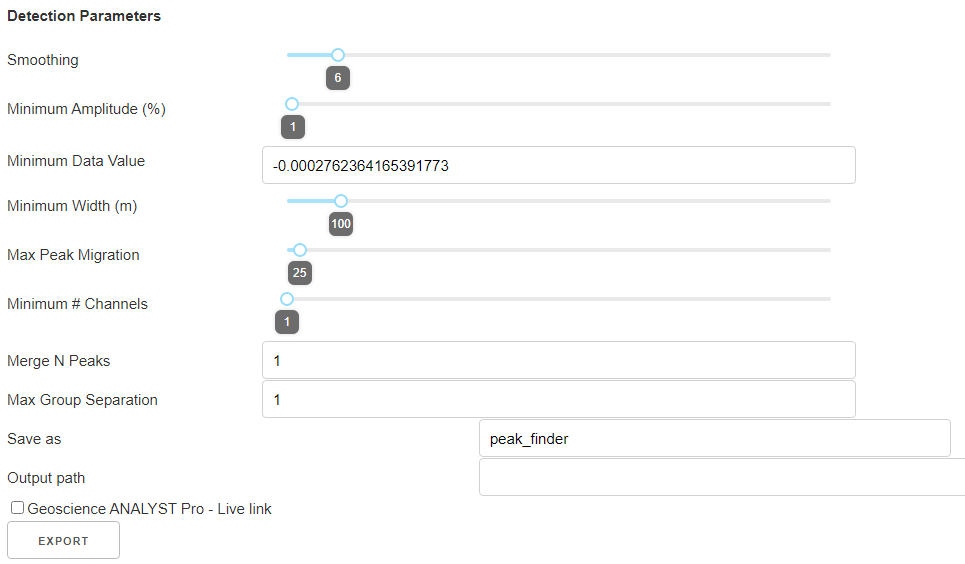 Detection Parameters
Smoothing
6
Minimum Amplitude (%)
1
Minimum Data Value
-0.0002762364165391773
Minimum Width (m)
100
Max Peak Migration
25
Minimum # Channels
1
Merge N Peaks
1
Max Group Separation
1
Save as
peak_finder
Output path
Geoscience ANALYST Pro - Live link
EXPORT